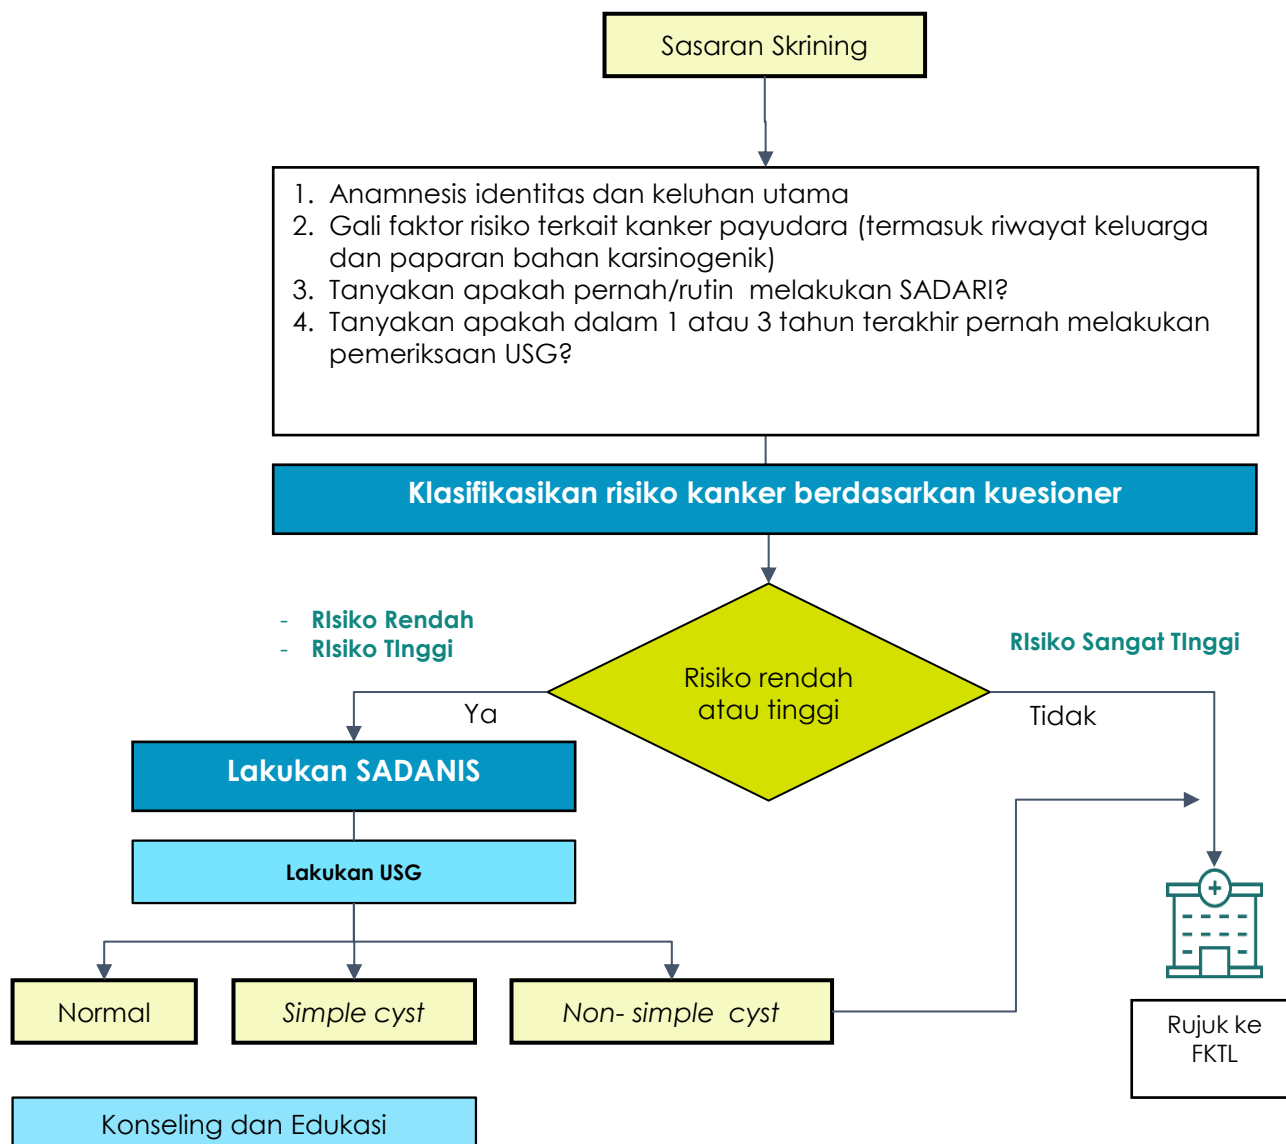 Sasaran Skrining
1. Anamnesis identitas dan keluhan utama
2. Gali faktor risiko terkait kanker payudara (termasuk riwayat keluarga
dan paparan bahan karsinogenik)
3. Tanyakan apakah pernah/rutin melakukan SADARI?
4. Tanyakan apakah dalam 1 atau 3 tahun terakhir pernah melakukan
pemeriksaan USG?
Klasifikasikan risiko kanker berdasarkan kuesioner
- RIsiko Rendah
- RIsiko TInggi
RIsiko Sangat TInggi
Risiko rendah
atau tinggi
Ya
Tidak
Lakukan SADANIS
Lakukan USG
Normal
Simple cyst
Non- simple cyst
Rujuk ke
FKTL
Konseling dan Edukasi